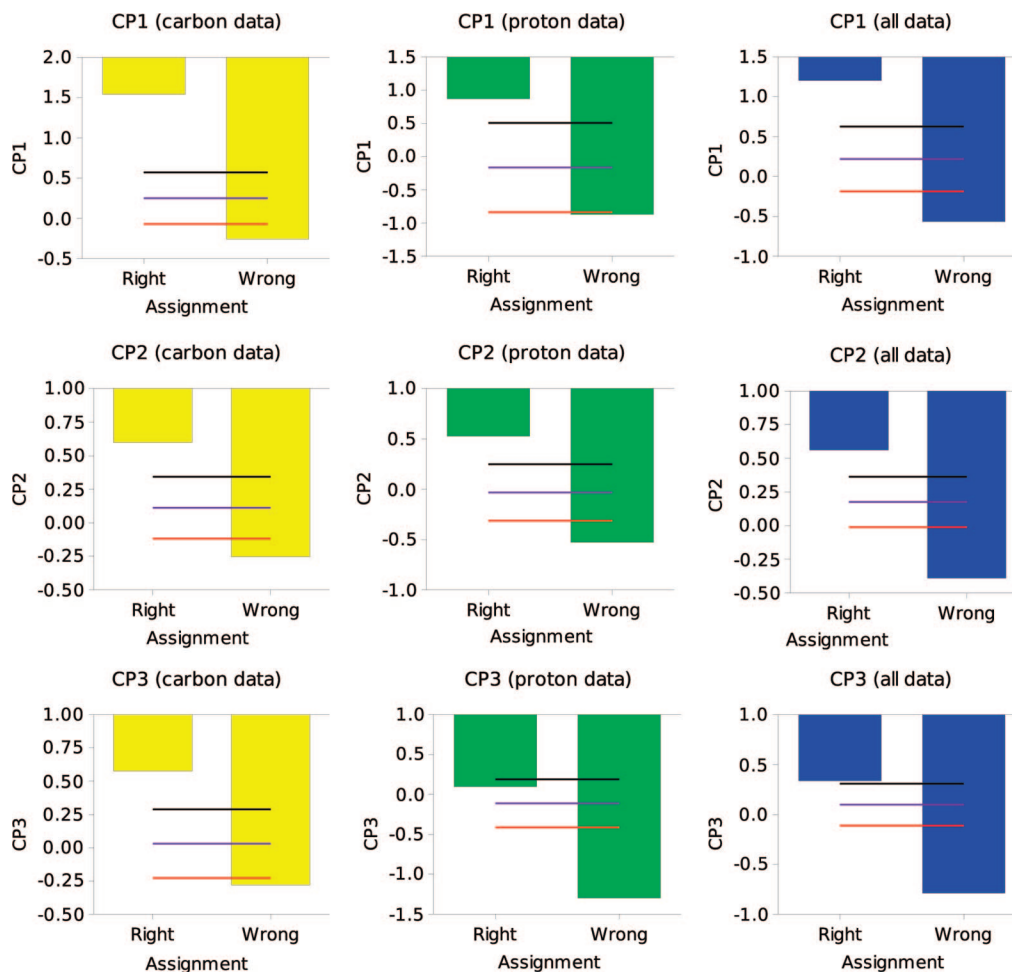 CP1 (carbon data)
2.0
1.5
1.0
0.5
0.0
-0.5
CP1
Right Wrong
Assignment
CP1 (proton data)
1.5
1.0
0.5
0.0
-0.5
-1.0
-1.5
CP1
Right Wrong
Assignment
CP1 (all data)
1.5
1.0
0.5
0.0
-0.5
-1.0
CP1
Right Wrong
Assignment
CP2 (carbon data)
1.00
0.75
0.50
0.25
0.00
-0.25
-0.50
CP2
Right Wrong
Assignment
CP2 (proton data)
1.0
0.5
0.0
-0.5
-1.0
CP2
Right Wrong
Assignment
CP2 (all data)
1.00
0.75
0.50
0.25
0.00
-0.25
-0.50
CP2
Right Wrong
Assignment
CP3 (carbon data)
1.00
0.75
0.50
0.25
0.00
-0.25
-0.50
CP3
Right Wrong
Assignment
CP3 (proton data)
1.0
0.5
0.0
-0.5
-1.0
-1.5
CP3
Right Wrong
Assignment
CP3 (all data)
1.0
0.5
0.0
-0.5
-1.0
CP3
Right Wrong
Assignment